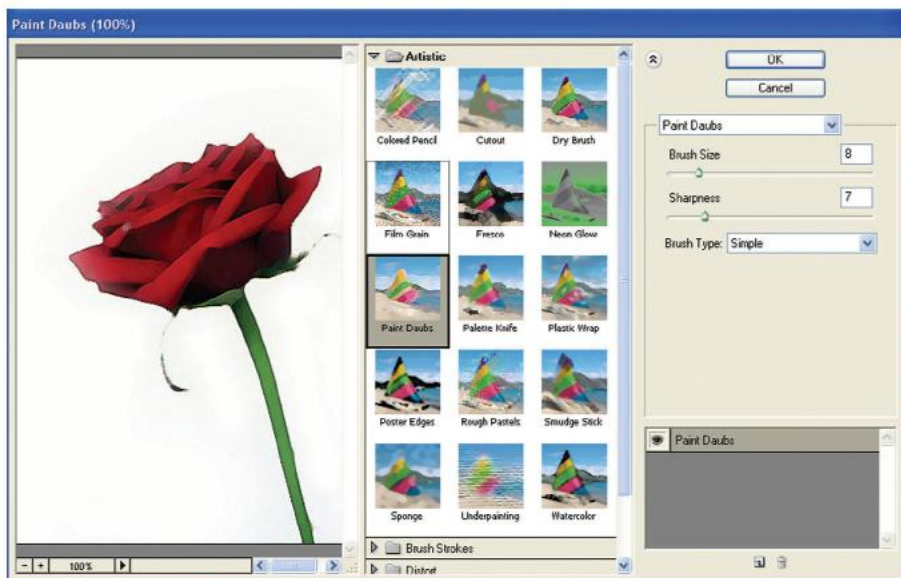 Paint Daubs (100%)
Artistic
Colored Pencil
Cutout
Dry Brush
Film Grain
Fresco
Neon Glow
Paint Daubs
Palette Knife
Plastic Wrap
Poster Edges
Rough Pastels
Smudge Stick
Sponge
Underpainting
Watercolor
Brush Strokes
Distort
100%
OK
Cancel
Paint Daubs
Brush Size 8
Sharpness 7
Brush Type: Simple
Paint Daubs